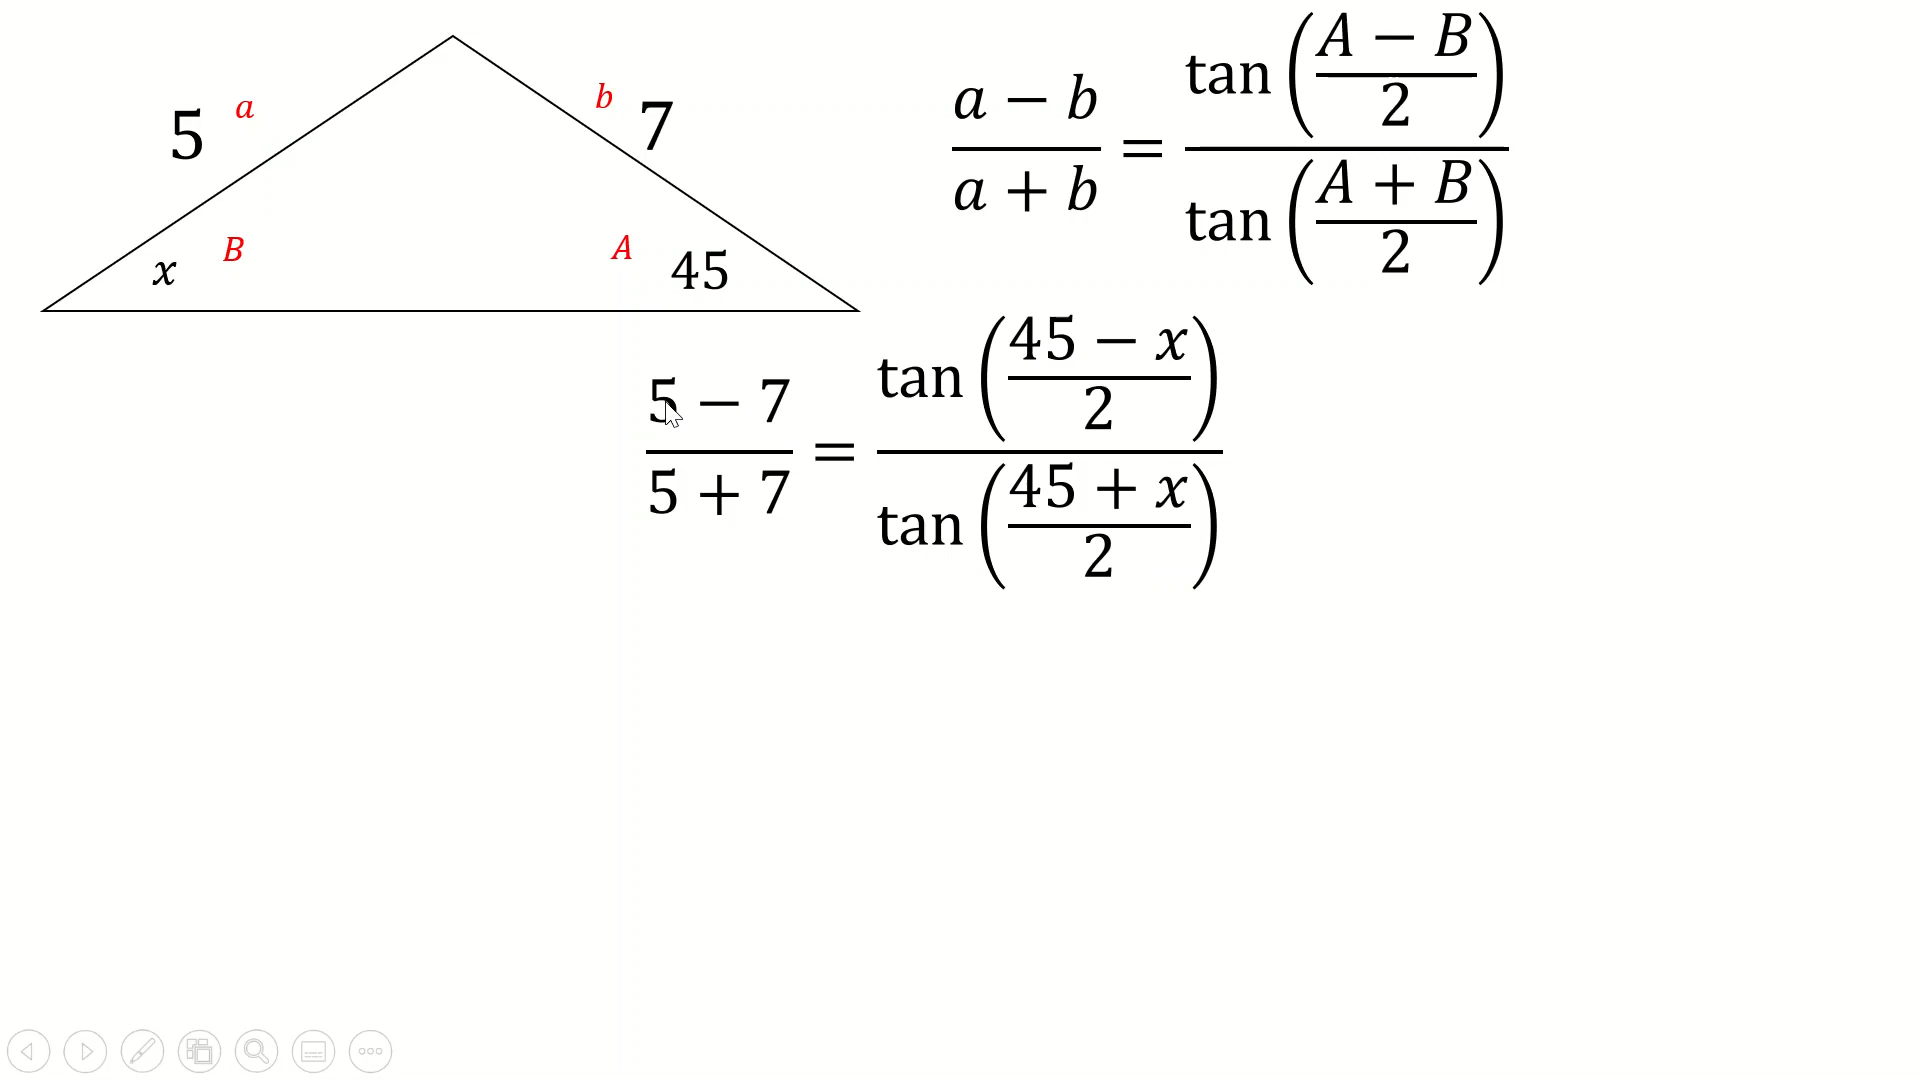 5 a
b 7
x B
A 45
a − b / a + b = tan((A − B) / 2) / tan((A + B) / 2)
5 − 7 / 5 + 7 = tan((45 − x) / 2) / tan((45 + x) / 2)